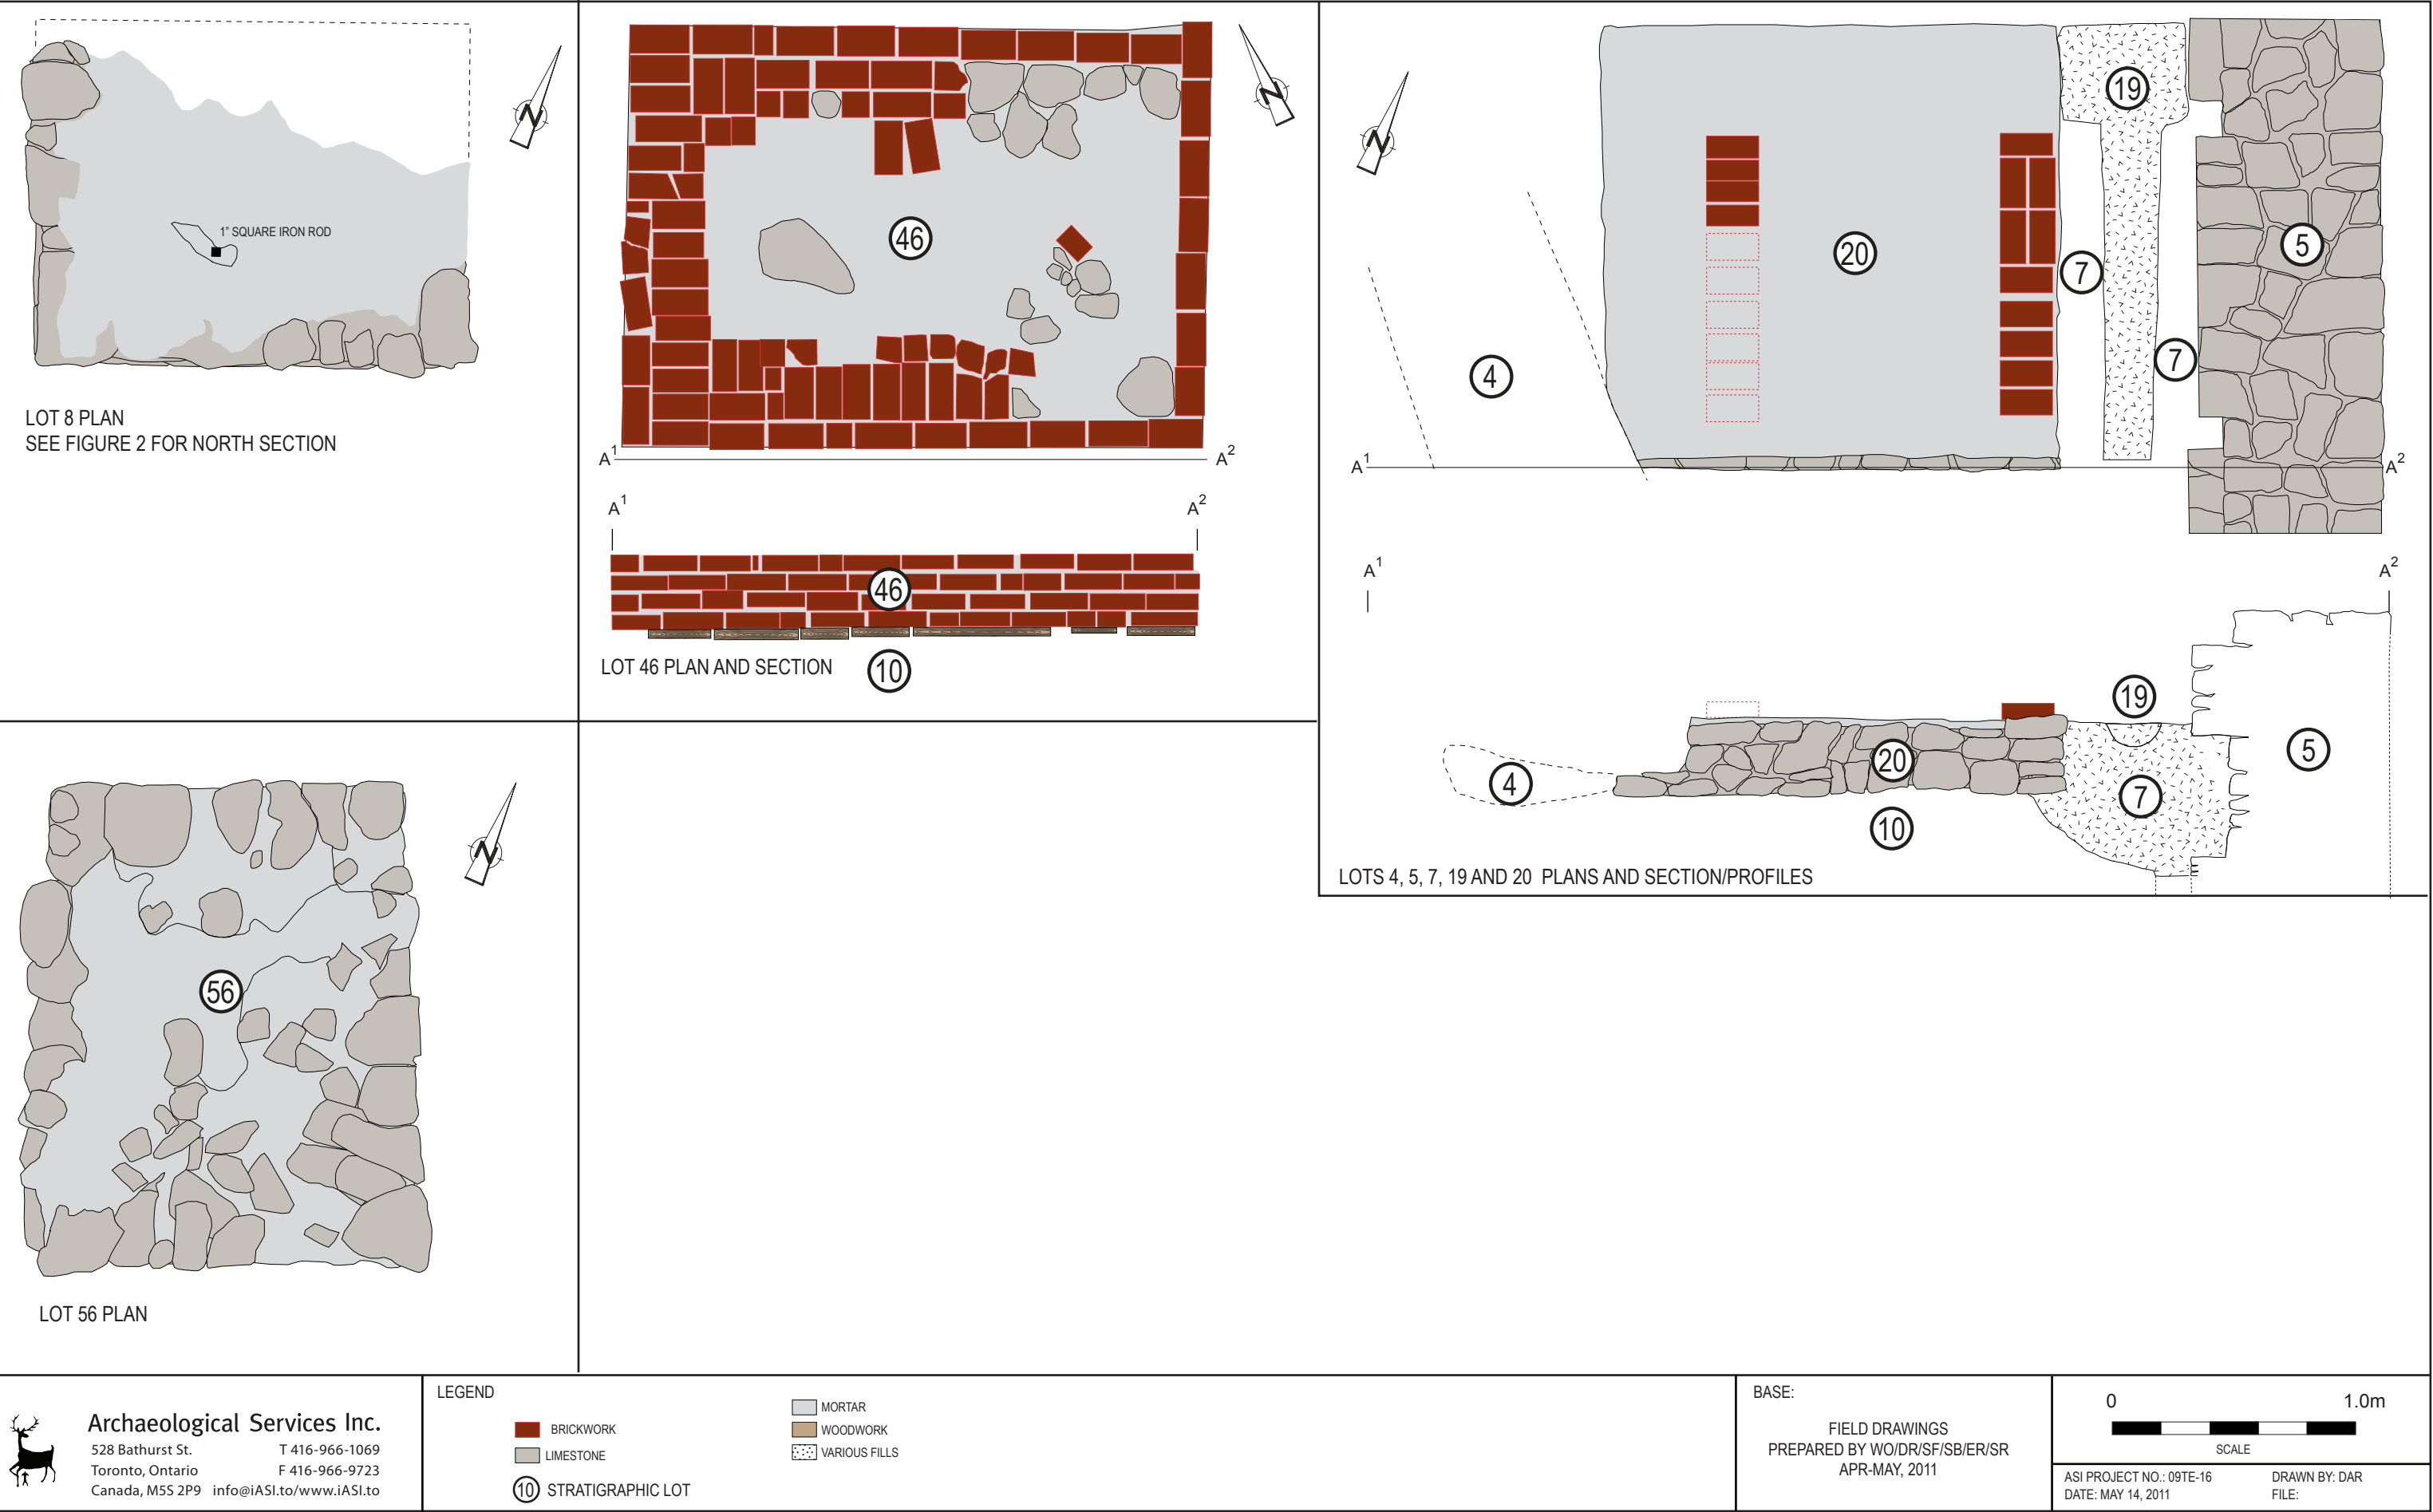 1" SQUARE IRON ROD
N
LOT 8 PLAN
SEE FIGURE 2 FOR NORTH SECTION
46
N
A1
A2
A1
A2
46
LOT 46 PLAN AND SECTION
10
N
19
20
7
5
4
7
A1
A2
A1
A2
19
20
5
4
7
10
LOTS 4, 5, 7, 19 AND 20 PLANS AND SECTION/PROFILES
N
56
LOT 56 PLAN
Archaeological Services Inc.
528 Bathurst St. T 416-966-1069
Toronto, Ontario F 416-966-9723
Canada, M5S 2P9 info@iASI.to/www.iASI.to
LEGEND
BRICKWORK
LIMESTONE
10 STRATIGRAPHIC LOT
MORTAR
WOODWORK
VARIOUS FILLS
BASE:
FIELD DRAWINGS
PREPARED BY WO/DR/SF/SB/ER/SR
APR-MAY, 2011
0 1.0m
SCALE
ASI PROJECT NO.: 09TE-16 DRAWN BY: DAR
DATE: MAY 14, 2011 FILE: